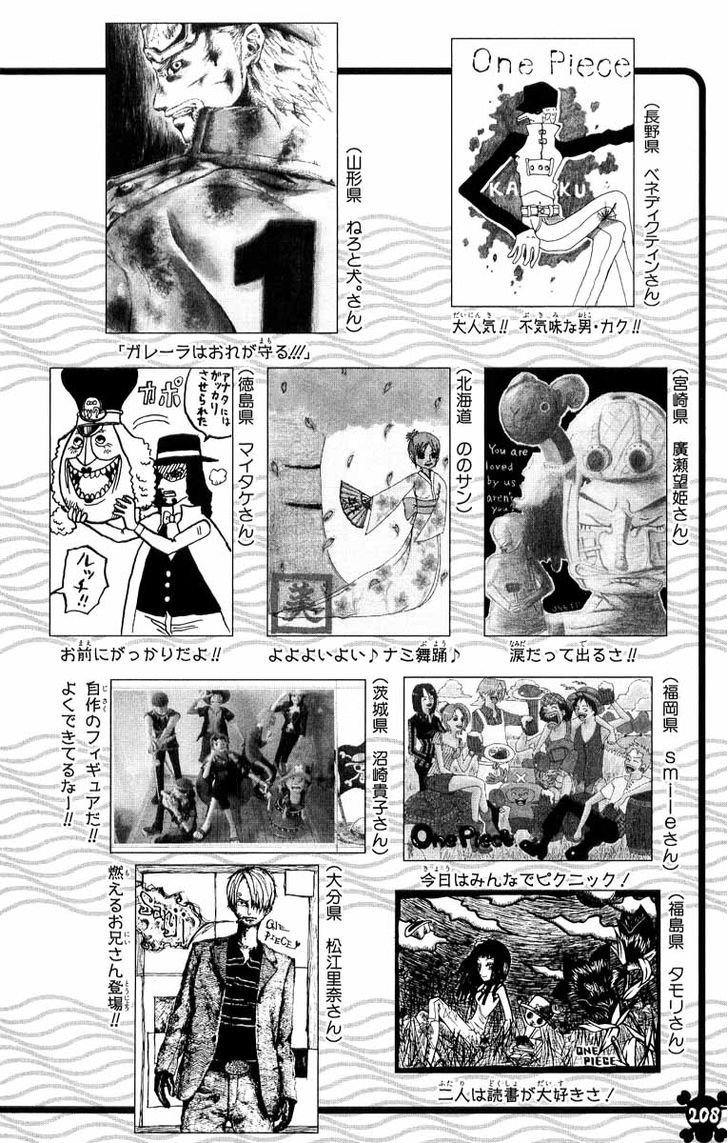 One Piece
KAKU
(長野県 ベネディクティンさん)
大人気!! 不気味な男・カク!!
1
(山形県 ねろと犬。さん)
「ガレーラはおれが守る!!!」
(宮崎県 廣瀬望姫さん)
You are
loved
by us
aren't
you?
涙だって出るさ!!
(北海道 ののサン)
美
よよよいよい♪ナミ舞踊♪
(徳島県 マイタケさん)
アナタには
ガッカリ
させられた
カポ
ルッチ!!
お前にがっかりだよ!!
(福岡県 smileさん)
One Piece
今日はみんなでピクニック!
(茨城県 沼崎貴子さん)
自作のフィギュアだ!!
よくできてるなー!!
(福島県 タモリさん)
ONE
PIECE
二人は読書が大好きさ!
(大分県 松江里奈さん)
Sanji
ONE
PIECE
燃えるお兄さん登場!!
208